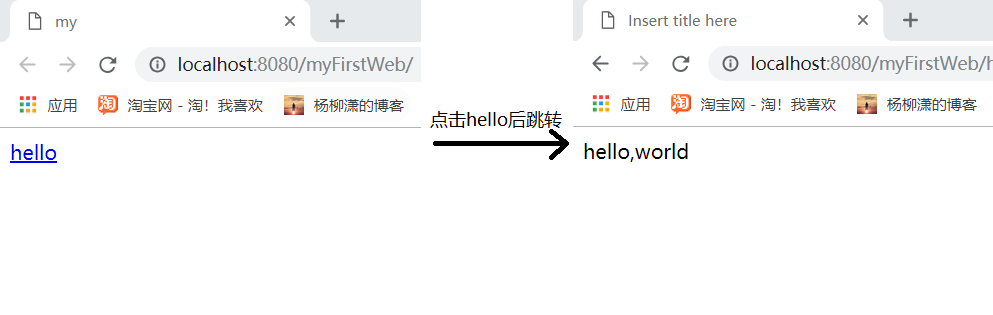 my
localhost:8080/myFirstWeb/
应用 淘宝网 - 淘！我喜欢 杨柳潇的博客
hello
点击hello后跳转
Insert title here
localhost:8080/myFirstWeb/h
应用 淘宝网 - 淘！我喜欢 杨柳潇的博客
hello,world